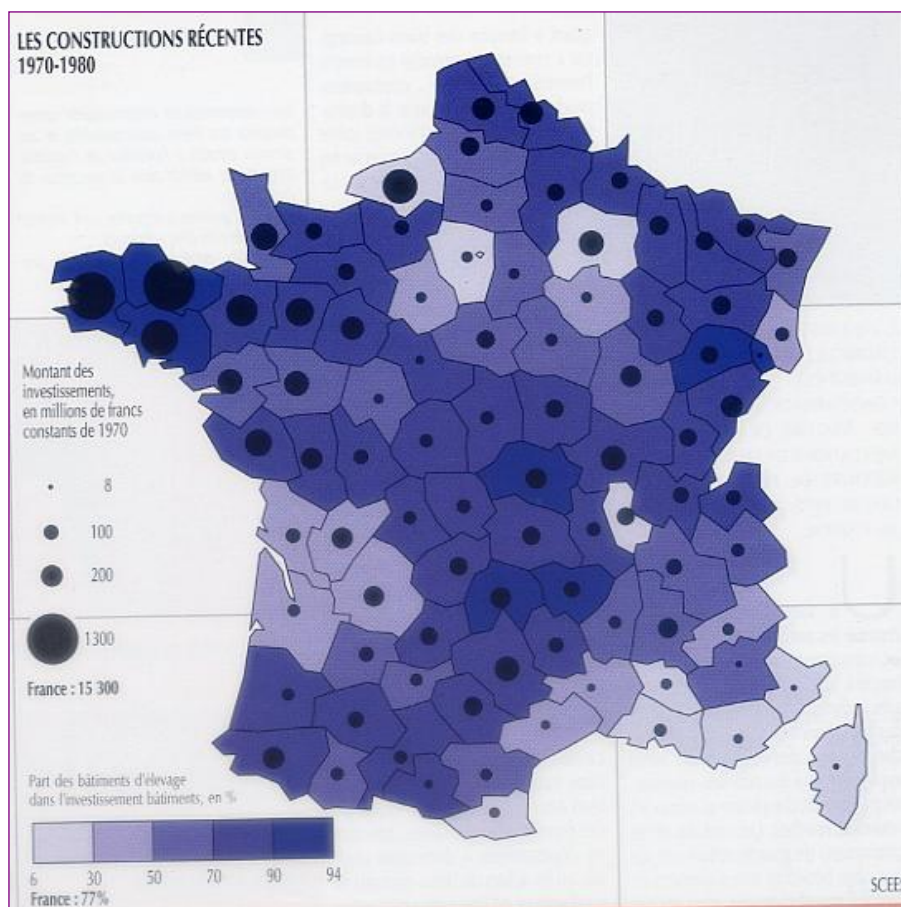 LES CONSTRUCTIONS RÉCENTES
1970-1980
Montant des
investissements,
en millions de francs
constants de 1970
8
100
200
1300
France : 15 300
Part des bâtiments d'élevage
dans l'investissement bâtiments, en %
6 30 50 70 90 94
France : 77%
SCEES